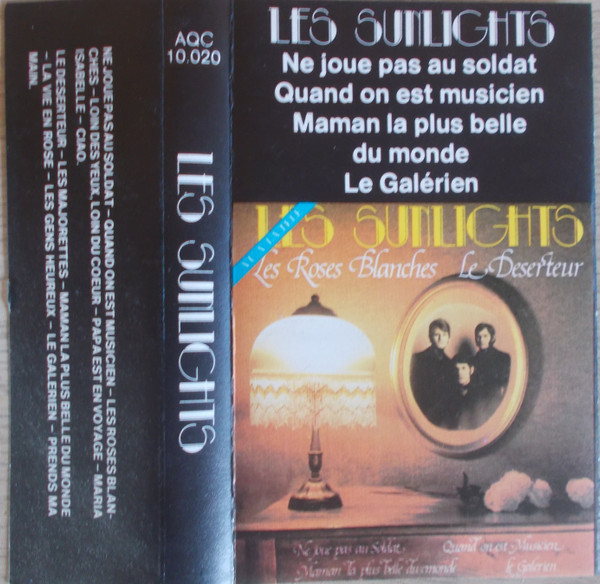 NE JOUE PAS AU SOLDAT – QUAND ON EST MUSICIEN – LES ROSES BLAN-
CHES – LOIN DES YEUX, LOIN DU COEUR – PAPA EST EN VOYAGE – MARIA
ISABELLE – CIAO.
LE DESERTEUR – LES MAJORETTES – MAMAN LA PLUS BELLE DU MONDE
– LA VIE EN ROSE – LES GENS HEUREUX – LE GALERIEN – PRENDS MA
MAIN.
AQC
10.020
LES SUNLIGHTS
LES SUNLIGHTS
Ne joue pas au soldat
Quand on est musicien
Maman la plus belle
du monde
Le Galérien
LES SUNLIGHTS
Les Roses Blanches Le Deserteur
Ne joue pas au Soldat
Quand on est Musicien
Maman la plus belle du monde
le Galerien